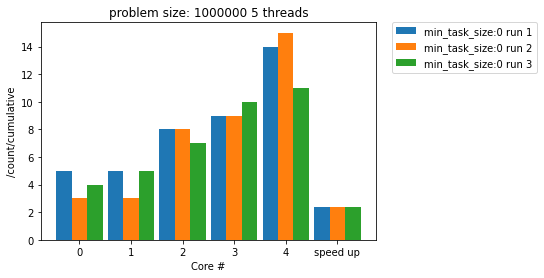 problem size: 1000000 5 threads
min_task_size:0 run 1
min_task_size:0 run 2
min_task_size:0 run 3
/count/cumulative
14
12
10
8
6
4
2
0
0 1 2 3 4 speed up
Core #